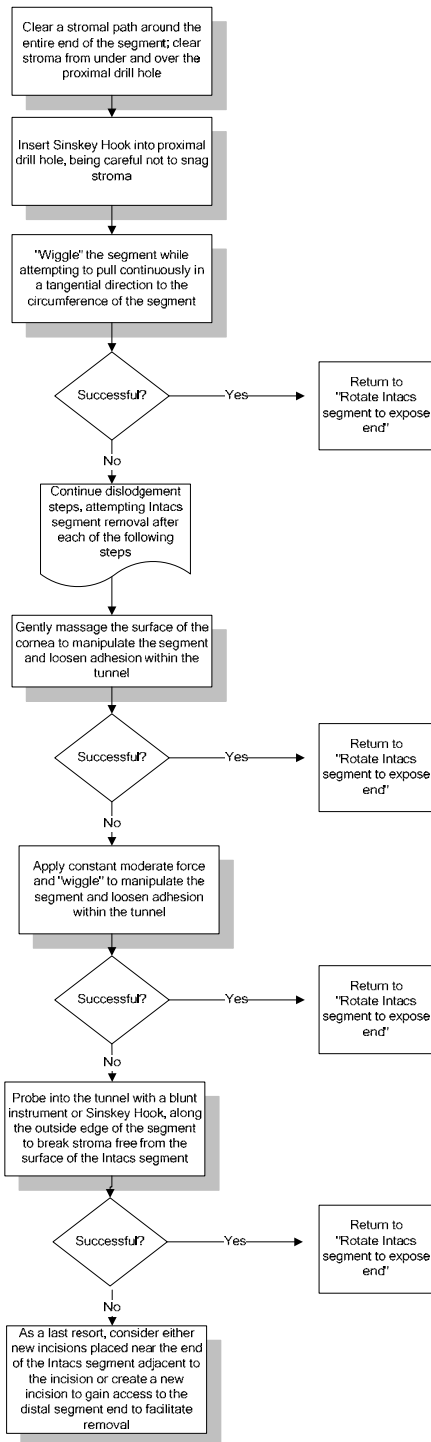 Clear a stromal path around the
entire end of the segment; clear
stroma from under and over the
proximal drill hole
Insert Sinskey Hook into proximal
drill hole, being careful not to snag
stroma
"Wiggle" the segment while
attempting to pull continuously in
a tangential direction to the
circumference of the segment
Successful?
Yes
Return to
"Rotate Intacs
segment to expose
end"
No
Continue dislodgement
steps, attempting Intacs
segment removal after
each of the following
steps
Gently massage the surface of the
cornea to manipulate the segment
and loosen adhesion within the
tunnel
Successful?
Yes
Return to
"Rotate Intacs
segment to expose
end"
No
Apply constant moderate force
and "wiggle" to manipulate the
segment and loosen adhesion
within the tunnel
Successful?
Yes
Return to
"Rotate Intacs
segment to expose
end"
No
Probe into the tunnel with a blunt
instrument or Sinskey Hook, along
the outside edge of the segment
to break stroma free from the
surface of the Intacs segment
Successful?
Yes
Return to
"Rotate Intacs
segment to expose
end"
No
As a last resort, consider either
new incisions placed near the end
of the Intacs segment adjacent to
the incision or create a new
incision to gain access to the
distal segment end to facilitate
removal